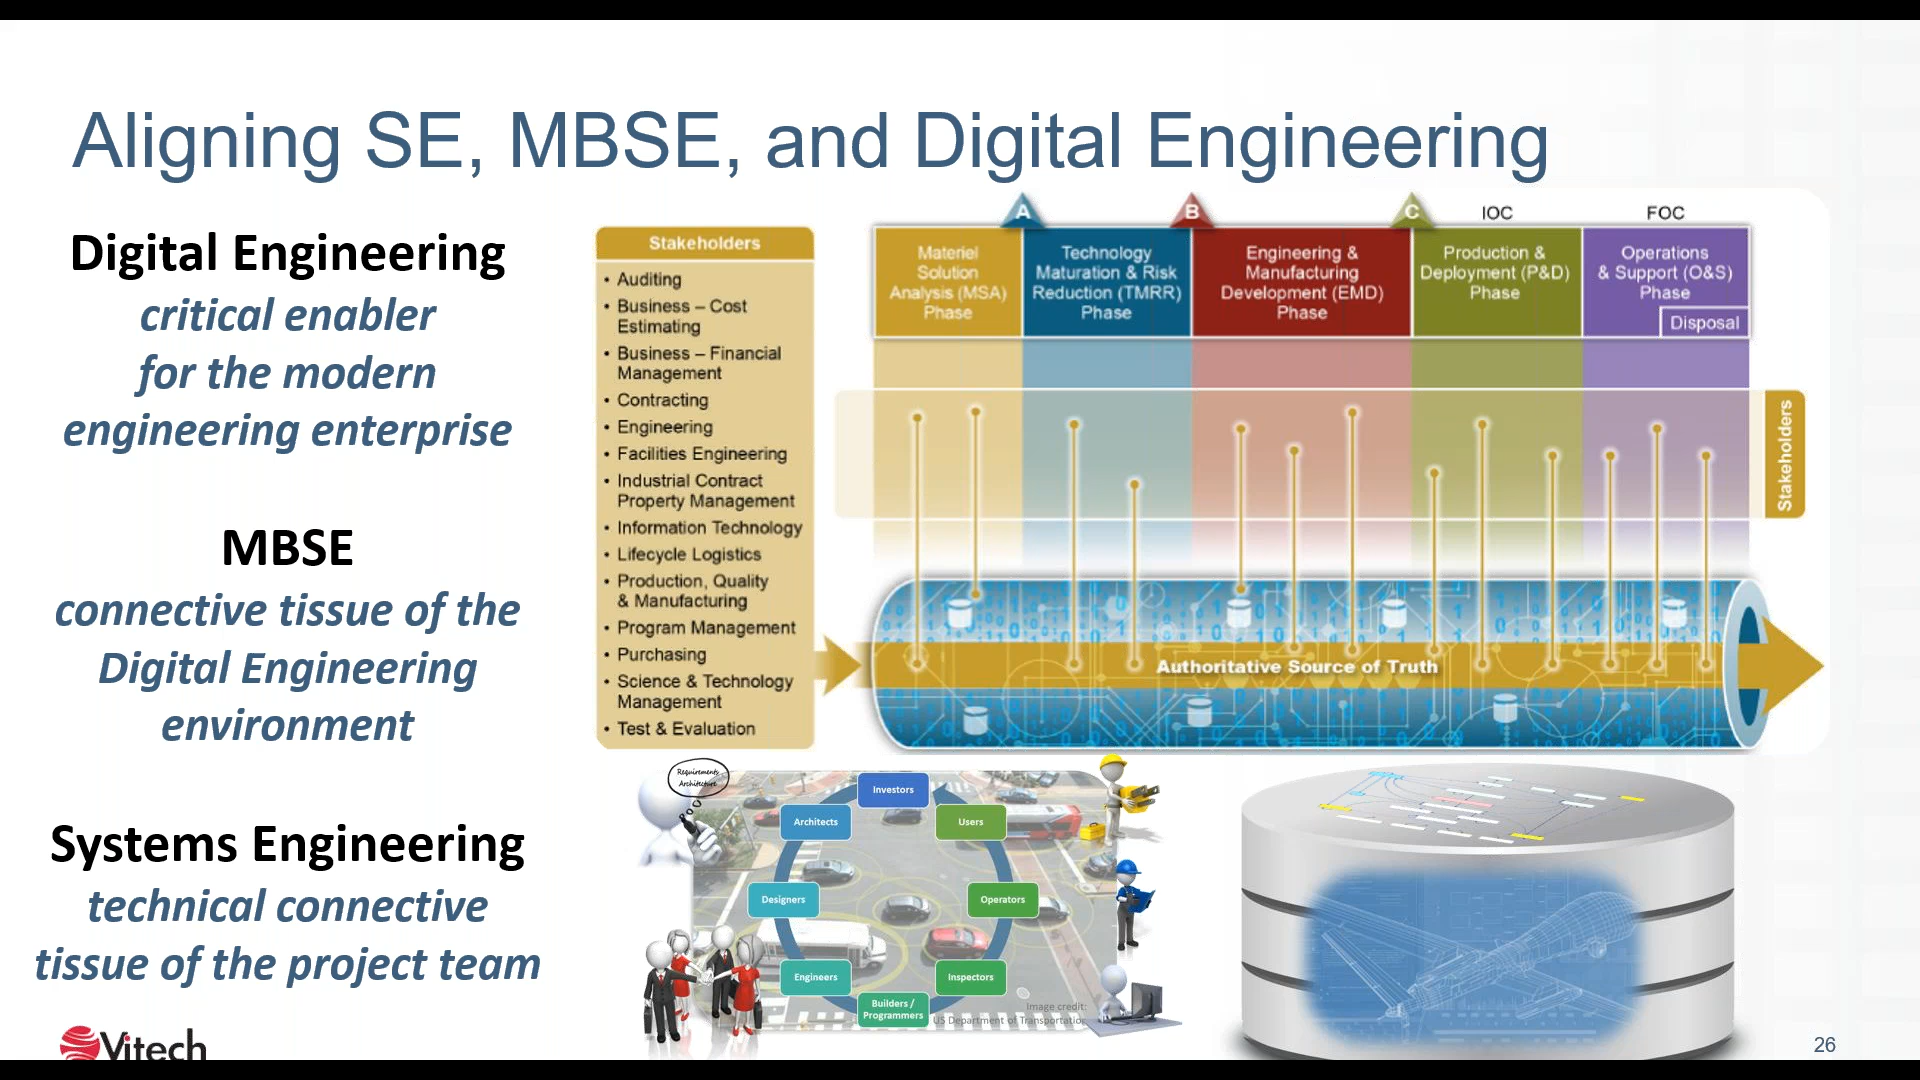 Aligning SE, MBSE, and Digital Engineering
Digital Engineering
critical enabler
for the modern
engineering enterprise
MBSE
connective tissue of the
Digital Engineering
environment
Systems Engineering
technical connective
tissue of the project team
Stakeholders
• Auditing
• Business – Cost
Estimating
• Business – Financial
Management
• Contracting
• Engineering
• Facilities Engineering
• Industrial Contract
Property Management
• Information Technology
• Lifecycle Logistics
• Production, Quality
& Manufacturing
• Program Management
• Purchasing
• Science & Technology
Management
• Test & Evaluation
A
B
C
IOC
FOC
Materiel
Solution
Analysis (MSA)
Phase
Technology
Maturation & Risk
Reduction (TMRR)
Phase
Engineering &
Manufacturing
Development (EMD)
Phase
Production &
Deployment (P&D)
Phase
Operations
& Support (O&S)
Phase
Disposal
Stakeholders
Authoritative Source of Truth
Requirements
Architecture
Investors
Architects
Users
Designers
Operators
Engineers
Inspectors
Builders /
Programmers
Image credit:
US Department of Transportation
Vitech
26